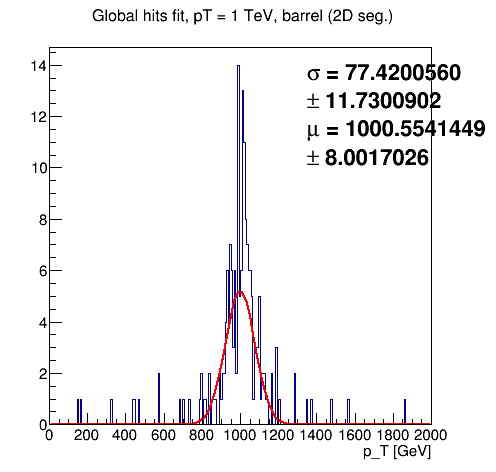 Global hits fit, pT = 1 TeV, barrel (2D seg.)
σ = 77.4200560
± 11.7300902
μ = 1000.5541449
± 8.0017026
14
12
10
8
6
4
2
0
0 200 400 600 800 1000 1200 1400 1600 1800 2000
p_T [GeV]